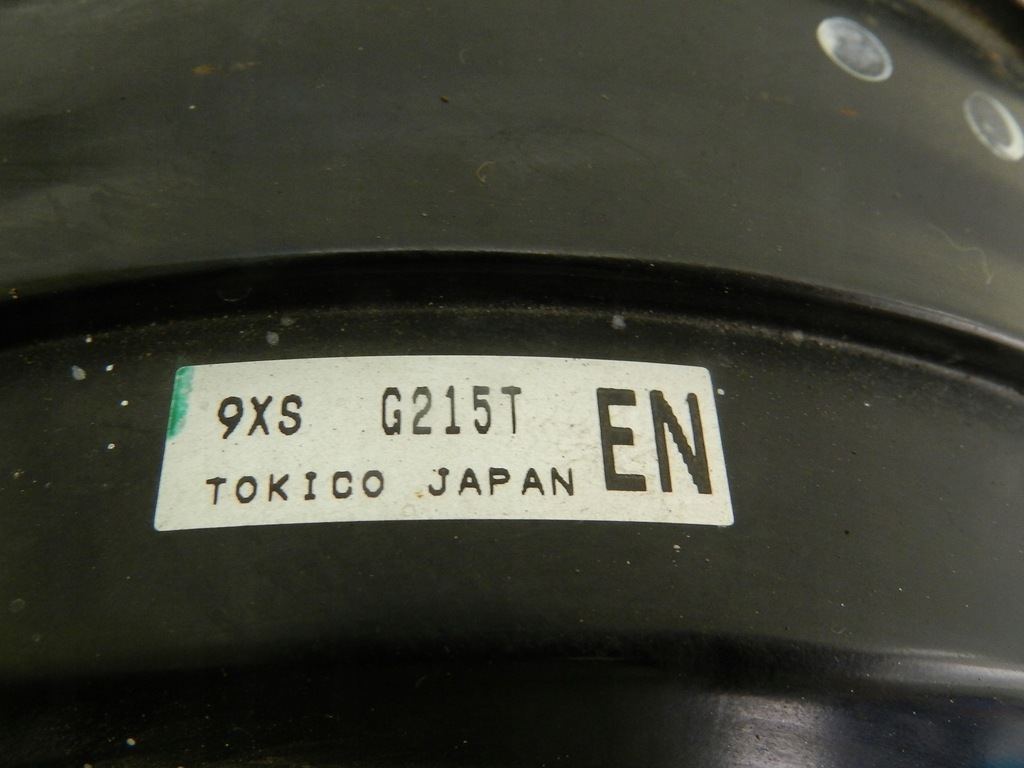 9XS G215T EN
TOKICO JAPAN